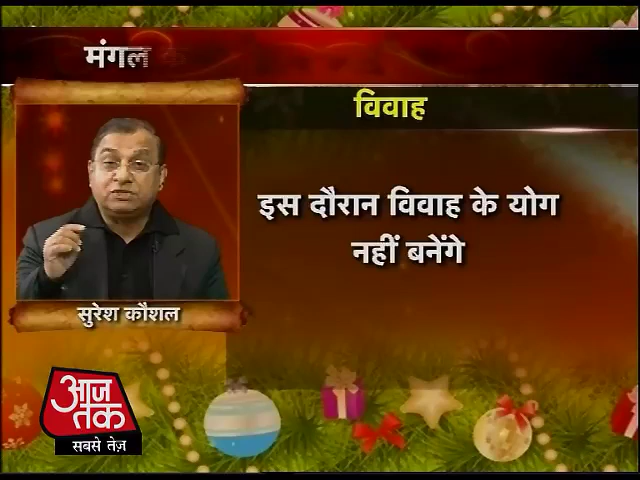 मंगल
विवाह
इस दौरान विवाह के योग
नहीं बनेंगे
सुरेश कौशल
आज
तक
सबसे तेज़